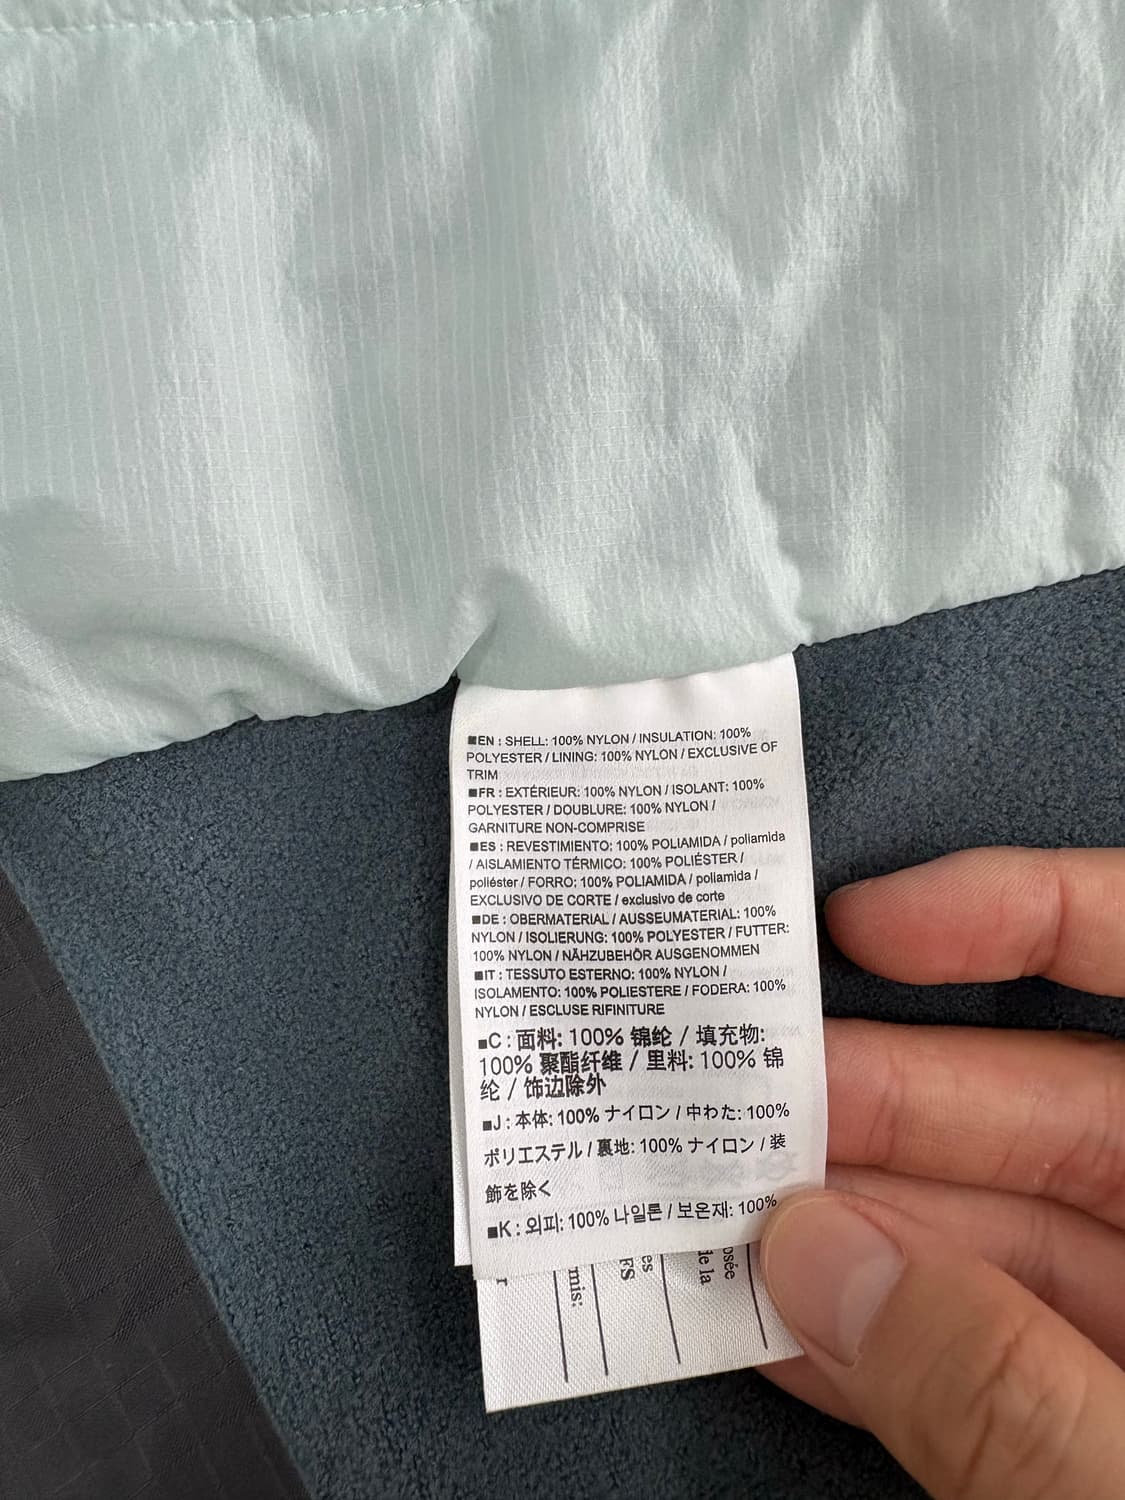 ■EN : SHELL: 100% NYLON / INSULATION: 100%
POLYESTER / LINING: 100% NYLON / EXCLUSIVE OF
TRIM
■FR : EXTÉRIEUR: 100% NYLON / ISOLANT: 100%
POLYESTER / DOUBLURE: 100% NYLON /
GARNITURE NON-COMPRISE
■ES : REVESTIMIENTO: 100% POLIAMIDA / poliamida
/ AISLAMIENTO TÉRMICO: 100% POLIÉSTER /
poliéster / FORRO: 100% POLIAMIDA / poliamida /
EXCLUSIVO DE CORTE / exclusivo de corte
■DE : OBERMATERIAL / AUSSEUMATERIAL: 100%
NYLON / ISOLIERUNG: 100% POLYESTER / FUTTER:
100% NYLON / NÄHZUBEHÖR AUSGENOMMEN
■IT : TESSUTO ESTERNO: 100% NYLON /
ISOLAMENTO: 100% POLIESTERE / FODERA: 100%
NYLON / ESCLUSE RIFINITURE
■C : 面料: 100% 锦纶 / 填充物:
100% 聚酯纤维 / 里料: 100% 锦
纶 / 饰边除外
■J : 本体: 100% ナイロン / 中わた: 100%
ポリエステル / 裏地: 100% ナイロン / 装
飾を除く
■K : 외피: 100% 나일론 / 보온재: 100%
osée
de la
es
ES
mis: